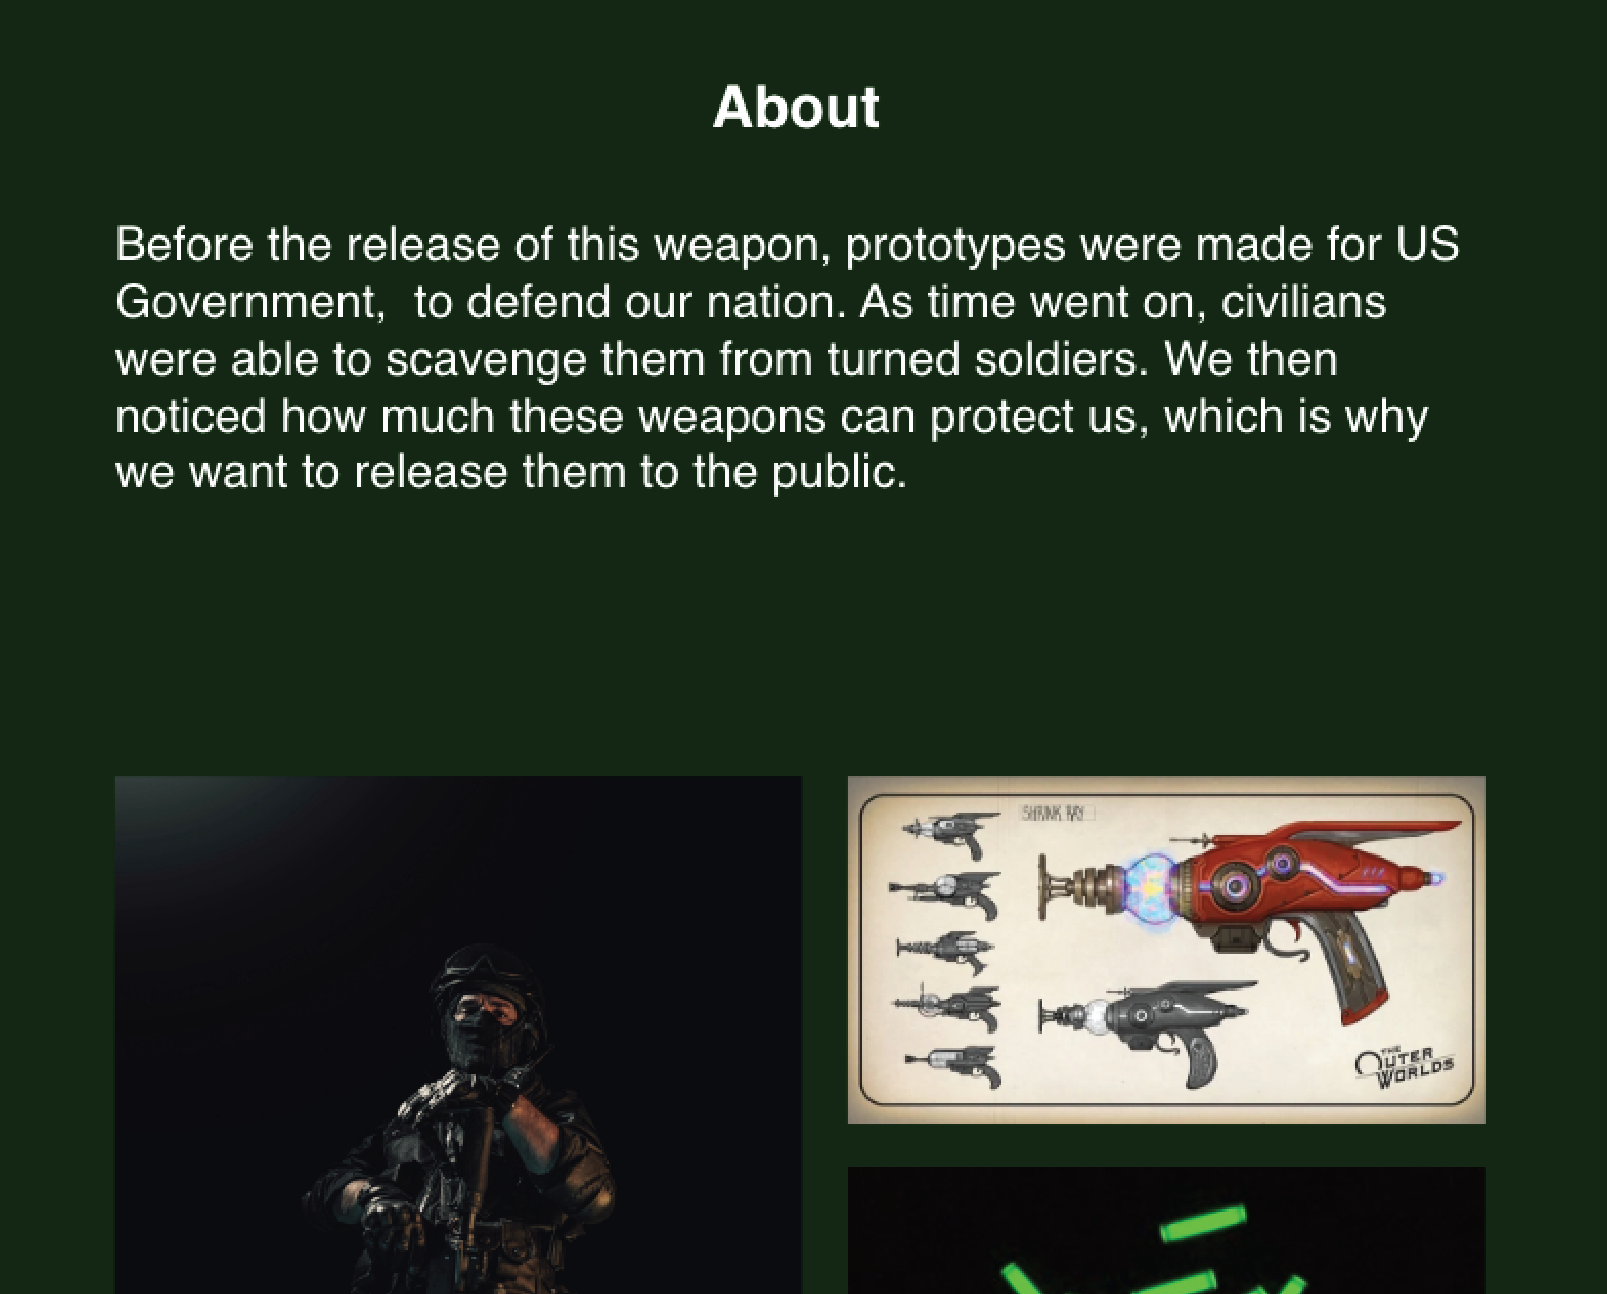 About
Before the release of this weapon, prototypes were made for US
Government,  to defend our nation. As time went on, civilians
were able to scavenge them from turned soldiers. We then
noticed how much these weapons can protect us, which is why
we want to release them to the public.
SHRINK RAY
THE
OUTER
WORLDS